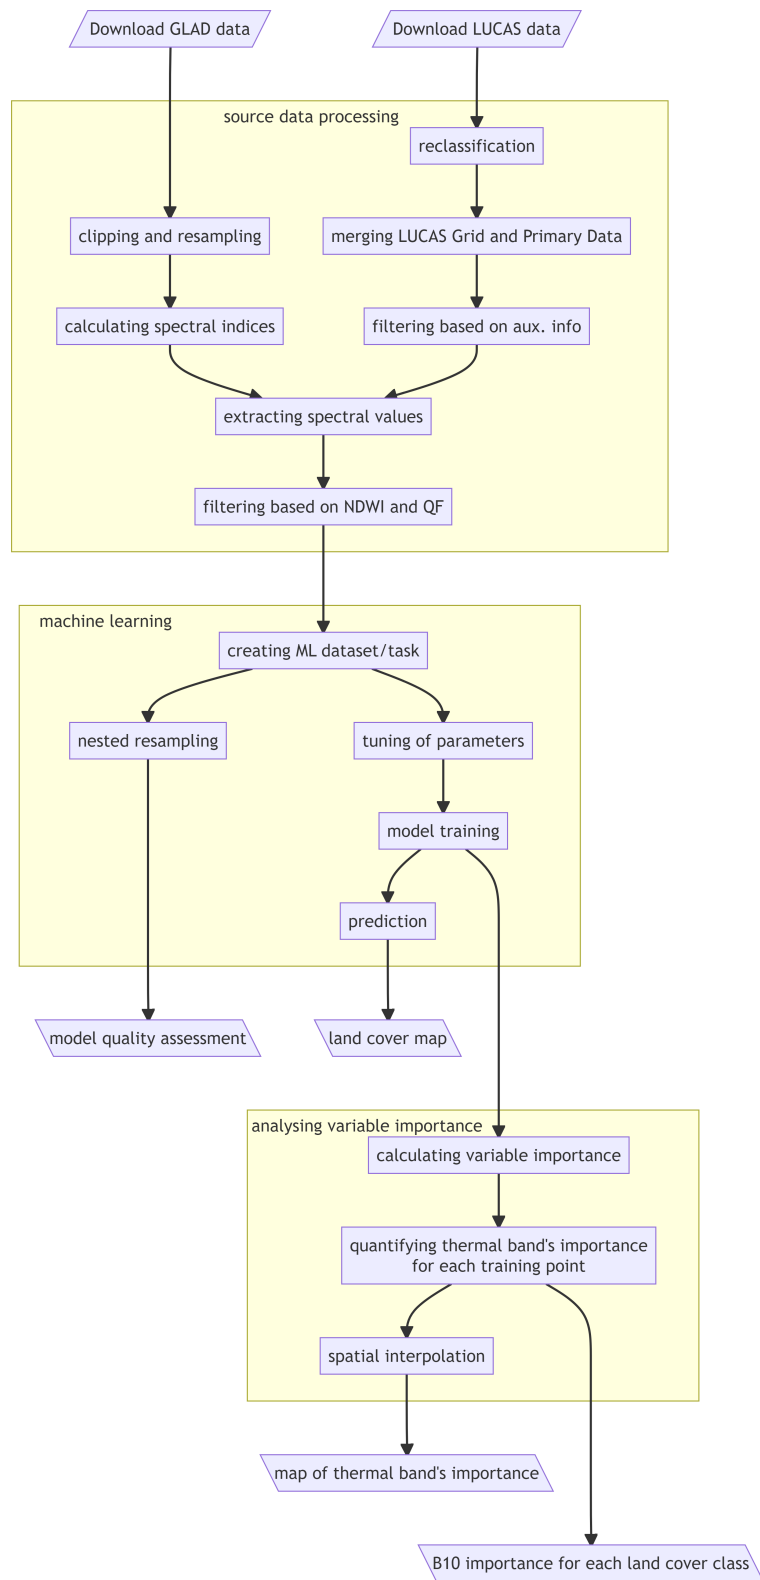 Download GLAD data
Download LUCAS data
source data processing
reclassification
clipping and resampling
merging LUCAS Grid and Primary Data
calculating spectral indices
filtering based on aux. info
extracting spectral values
filtering based on NDWI and QF
machine learning
creating ML dataset/task
nested resampling
tuning of parameters
model training
prediction
model quality assessment
land cover map
analysing variable importance
calculating variable importance
quantifying thermal band's importance
for each training point
spatial interpolation
map of thermal band's importance
B10 importance for each land cover class